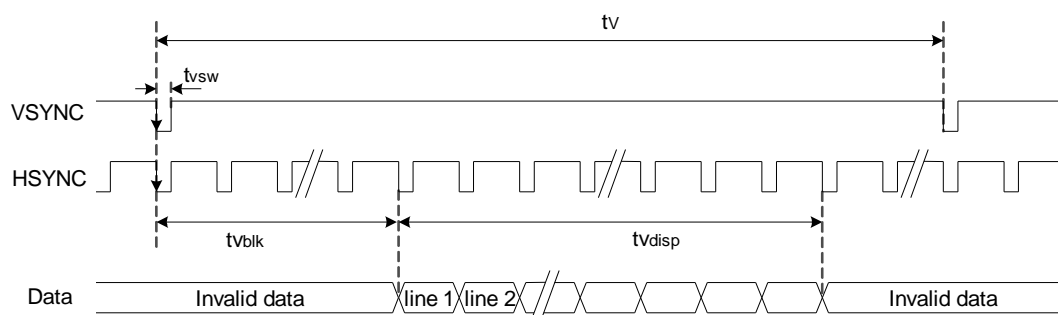 tV
tvsw
VSYNC
HSYNC
tvblk
tvdisp
Data
Invalid data
line 1
line 2
Invalid data